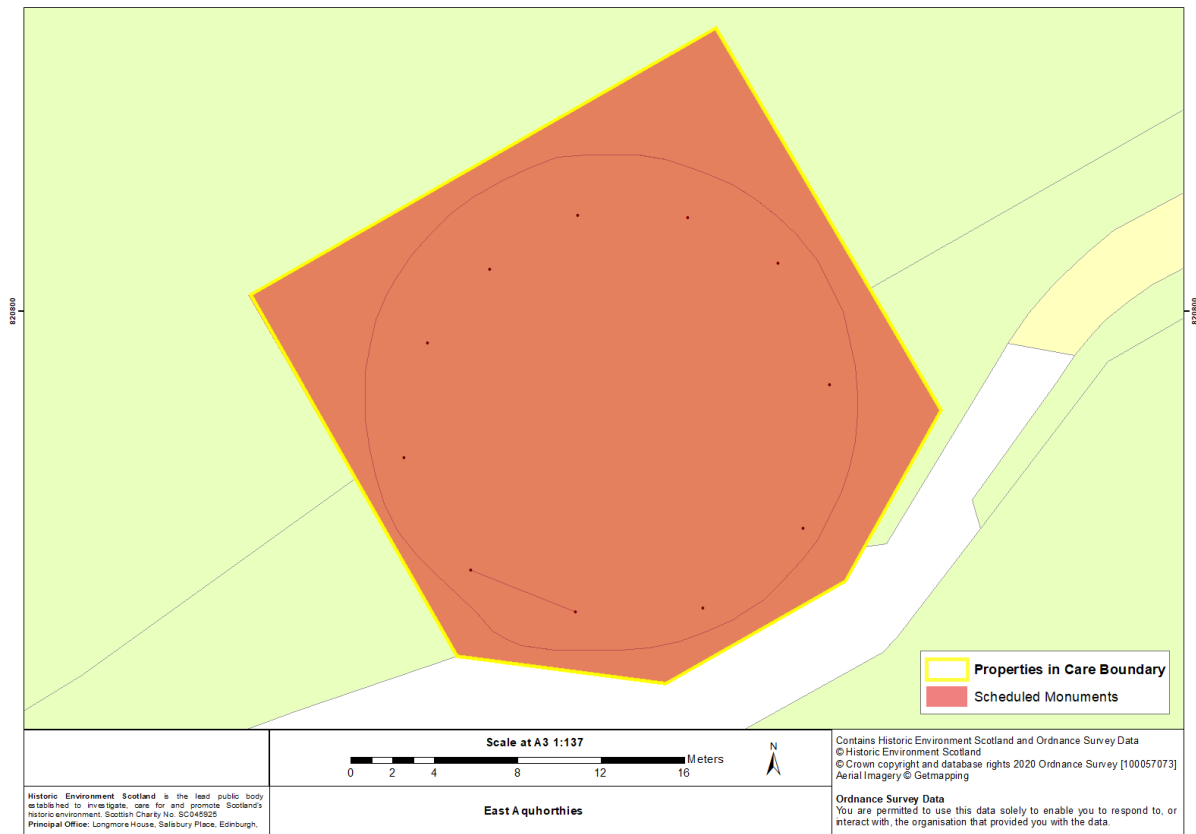 820800
820800
Properties in Care Boundary
Scheduled Monuments
Scale at A3 1:137
Meters
0 2 4 8 12 16
N
East Aquhorthies
Historic Environment Scotland is the lead public body
established to investigate, care for and promote Scotland's
historic environment. Scottish Charity No. SC045925
Principal Office: Longmore House, Salisbury Place, Edinburgh,
Contains Historic Environment Scotland and Ordnance Survey Data
© Historic Environment Scotland
© Crown copyright and database rights 2020 Ordnance Survey [100057073]
Aerial Imagery © Getmapping
Ordnance Survey Data
You are permitted to use this data solely to enable you to respond to, or
interact with, the organisation that provided you with the data.